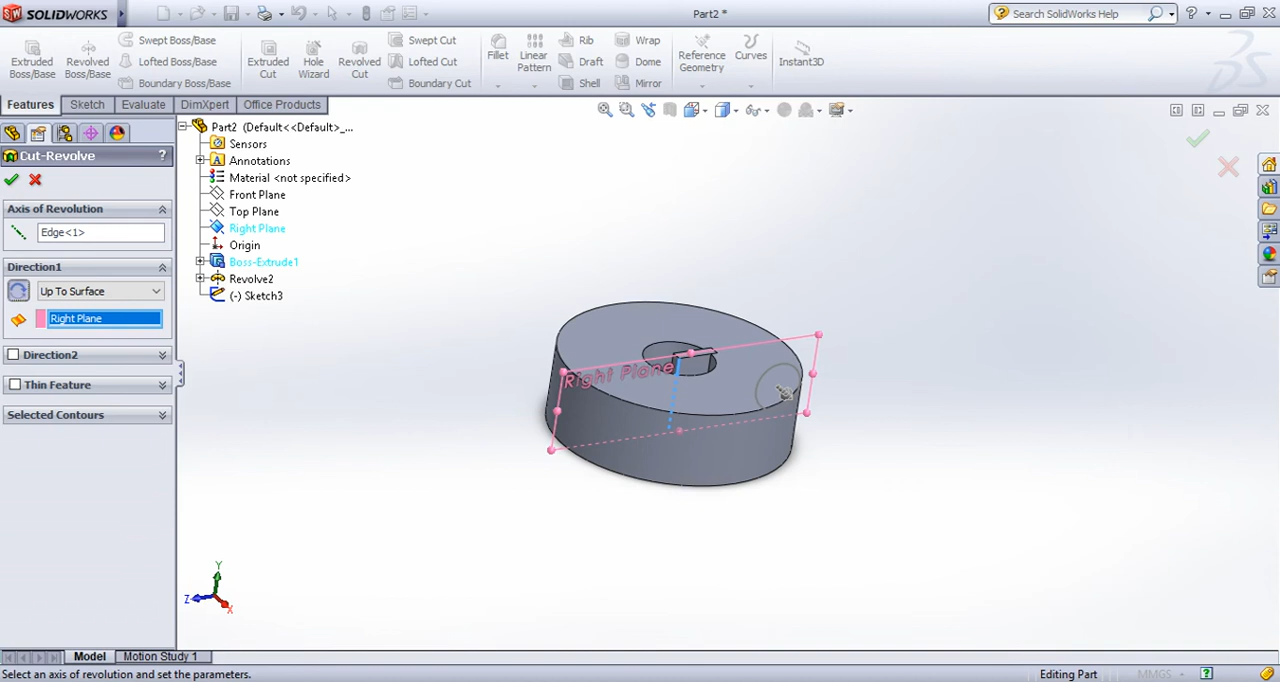 SOLIDWORKS
Part2 *
Search SolidWorks Help
Extruded Boss/Base
Revolved Boss/Base
Swept Boss/Base
Lofted Boss/Base
Boundary Boss/Base
Extruded Cut
Hole Wizard
Revolved Cut
Swept Cut
Lofted Cut
Boundary Cut
Fillet
Linear Pattern
Rib
Draft
Shell
Wrap
Dome
Mirror
Reference Geometry
Curves
Instant3D
Features
Sketch
Evaluate
DimXpert
Office Products
Cut-Revolve
?
Axis of Revolution
Edge<1>
Direction1
Up To Surface
Right Plane
Direction2
Thin Feature
Selected Contours
Part2 (Default<<Default>_...
Sensors
Annotations
Material <not specified>
Front Plane
Top Plane
Right Plane
Origin
Boss-Extrude1
Revolve2
(-) Sketch3
Right Plane
Y
Z
X
Model
Motion Study 1
Select an axis of revolution and set the parameters.
Editing Part
MMGS